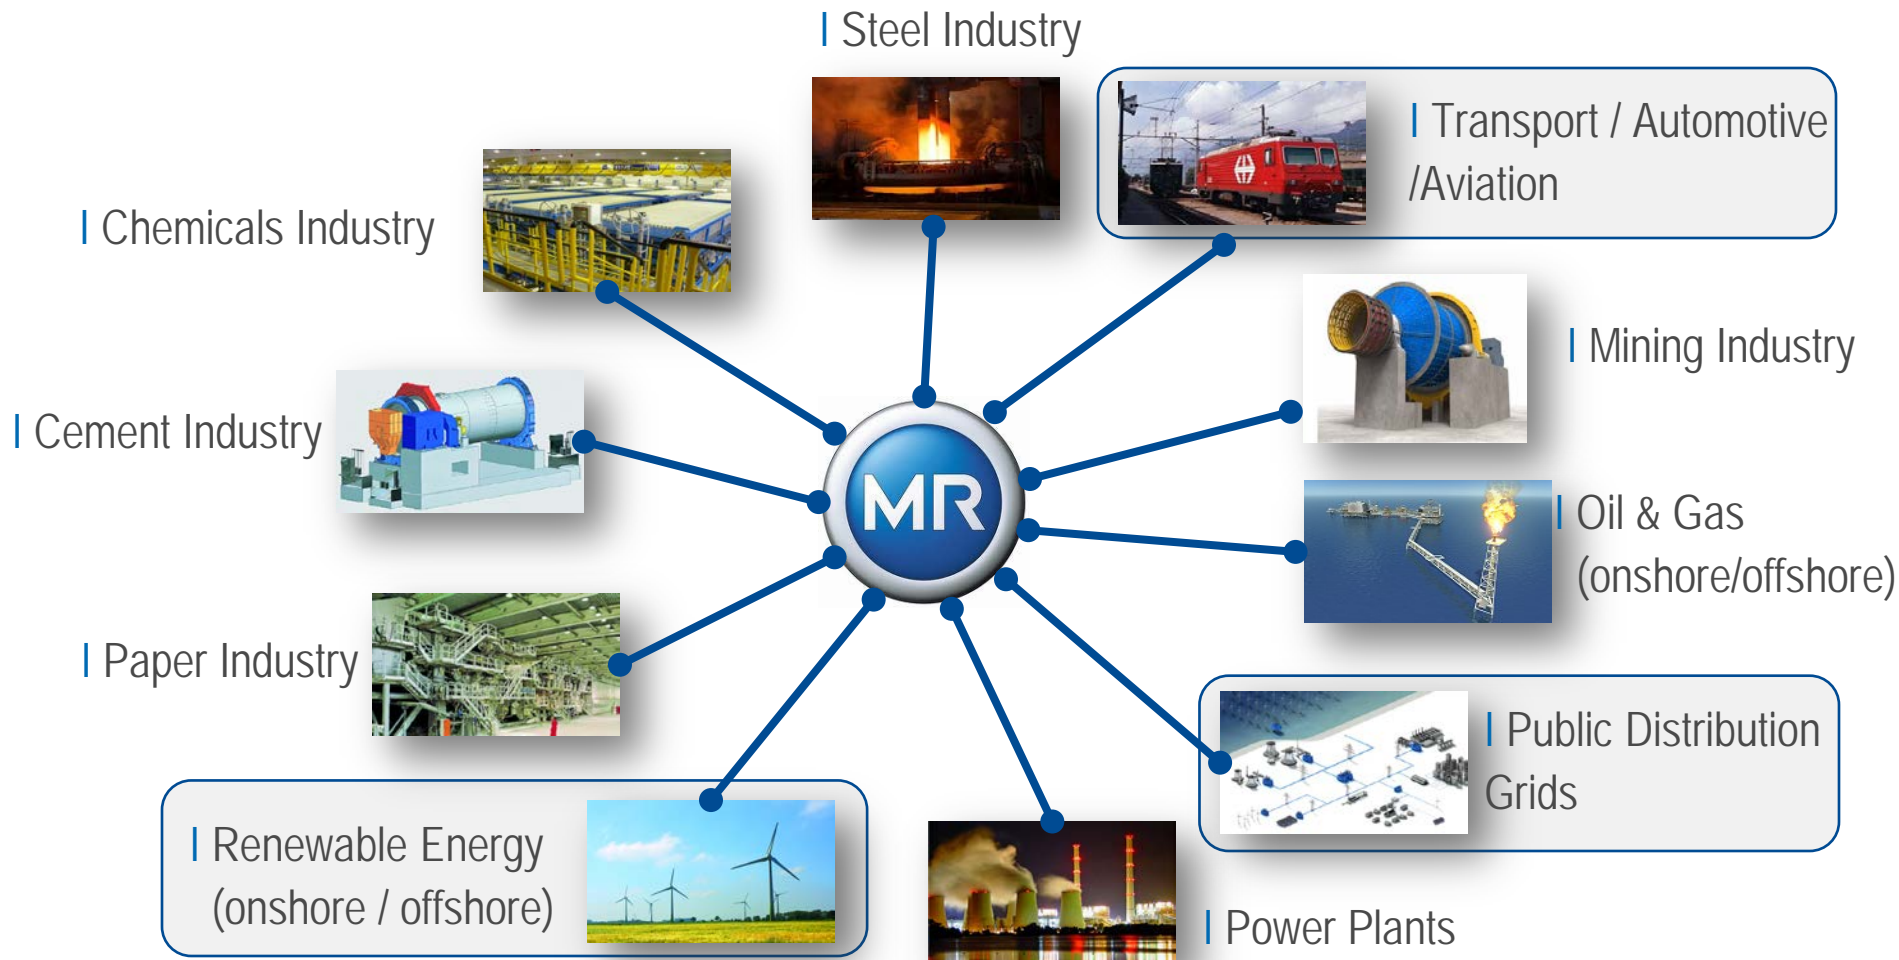 | Steel Industry
| Transport / Automotive
/Aviation
| Chemicals Industry
| Mining Industry
| Cement Industry
MR
| Oil & Gas
(onshore/offshore)
| Paper Industry
| Public Distribution
Grids
| Renewable Energy
(onshore / offshore)
| Power Plants